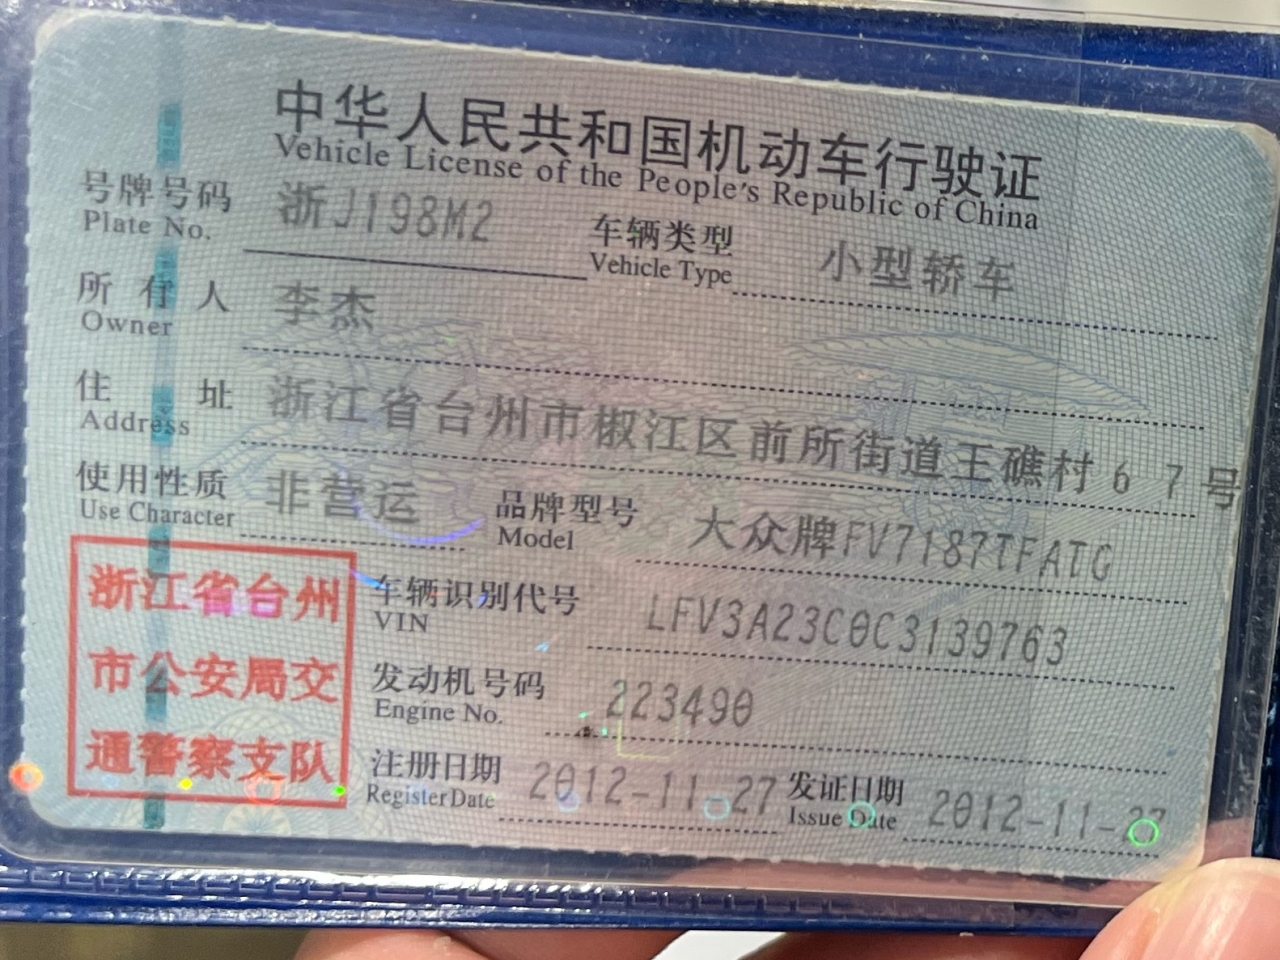 中华人民共和国机动车行驶证
Vehicle License of the People's Republic of China
号牌号码 浙J198M2 车辆类型 小型轿车
Plate No. Vehicle Type
所有人 李杰
Owner
住址 浙江省台州市椒江区前所街道王礁村67号
Address
使用性质 非营运 品牌型号 大众牌FV7187TFATG
Use Character Model
车辆识别代号 LFV3A23C0C3139763
VIN
发动机号码 223490
Engine No.
注册日期 2012-11-27 发证日期 2012-11-27
Register Date Issue Date
浙江省台州
市公安局交
通警察支队